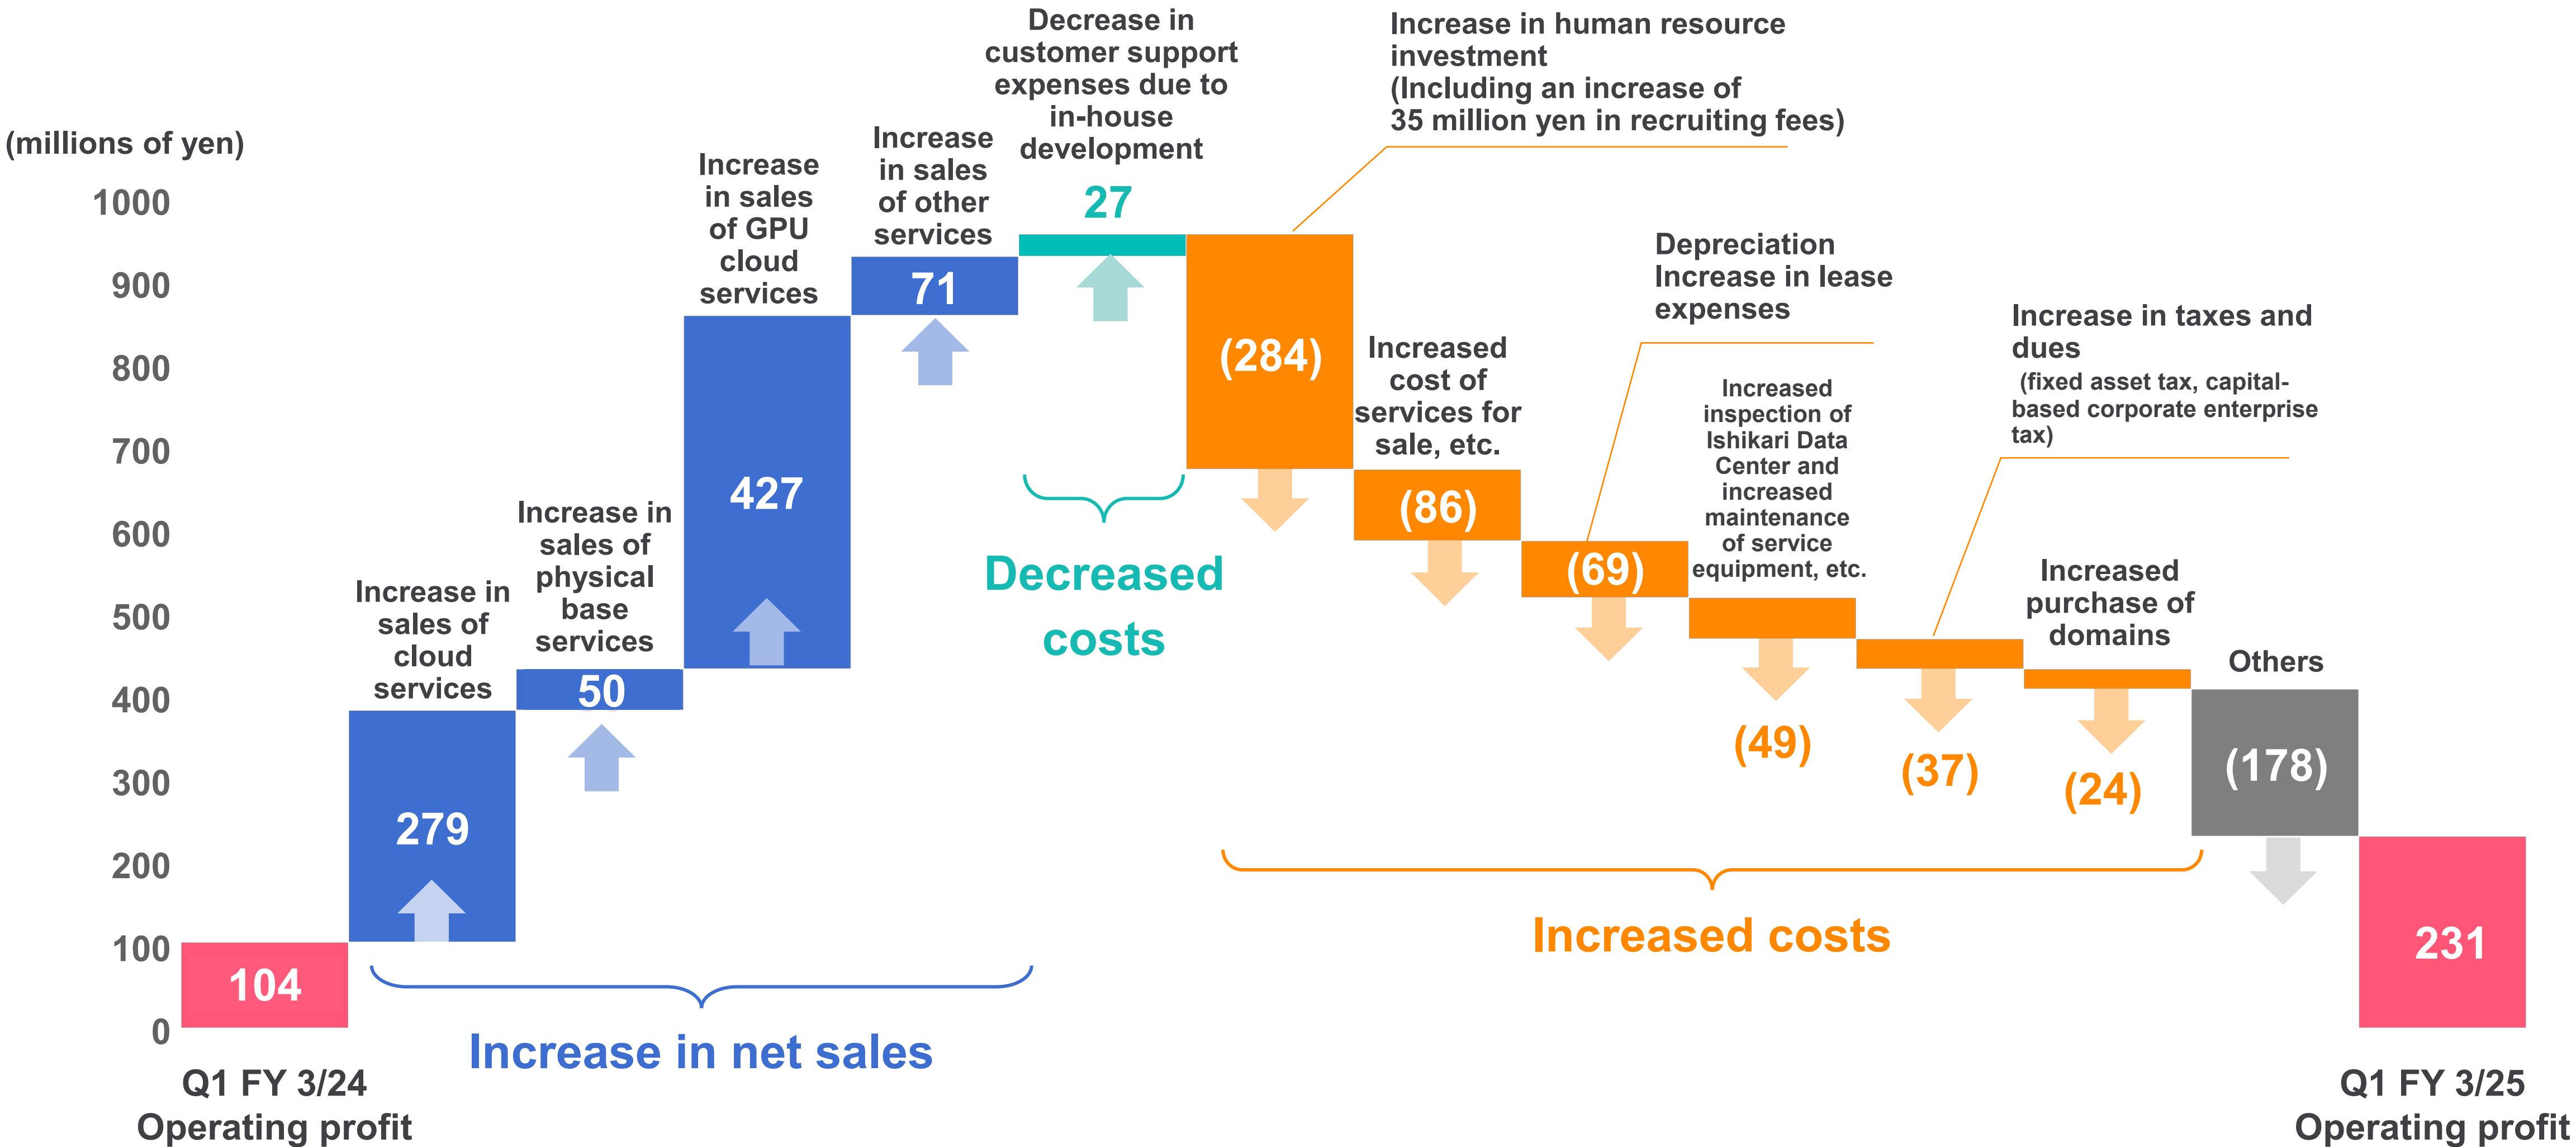 (millions of yen)
1000
900
800
700
600
500
400
300
200
100
0
104
Q1 FY 3/24
Operating profit
Increase in
sales of
cloud
services
279
Increase in
sales of
physical
base
services
50
Increase
in sales
of GPU
cloud
services
427
Increase
in sales
of other
services
71
Increase in net sales
Decrease in
customer support
expenses due to
in-house
development
27
Decreased
costs
Increase in human resource
investment
(Including an increase of
35 million yen in recruiting fees)
(284)
Increased
cost of
services for
sale, etc.
(86)
Depreciation
Increase in lease
expenses
(69)
Increased
inspection of
Ishikari Data
Center and
increased
maintenance
of service
equipment, etc.
(49)
Increase in taxes and
dues
(fixed asset tax, capital-
based corporate enterprise
tax)
(37)
Increased
purchase of
domains
(24)
Increased costs
Others
(178)
231
Q1 FY 3/25
Operating profit